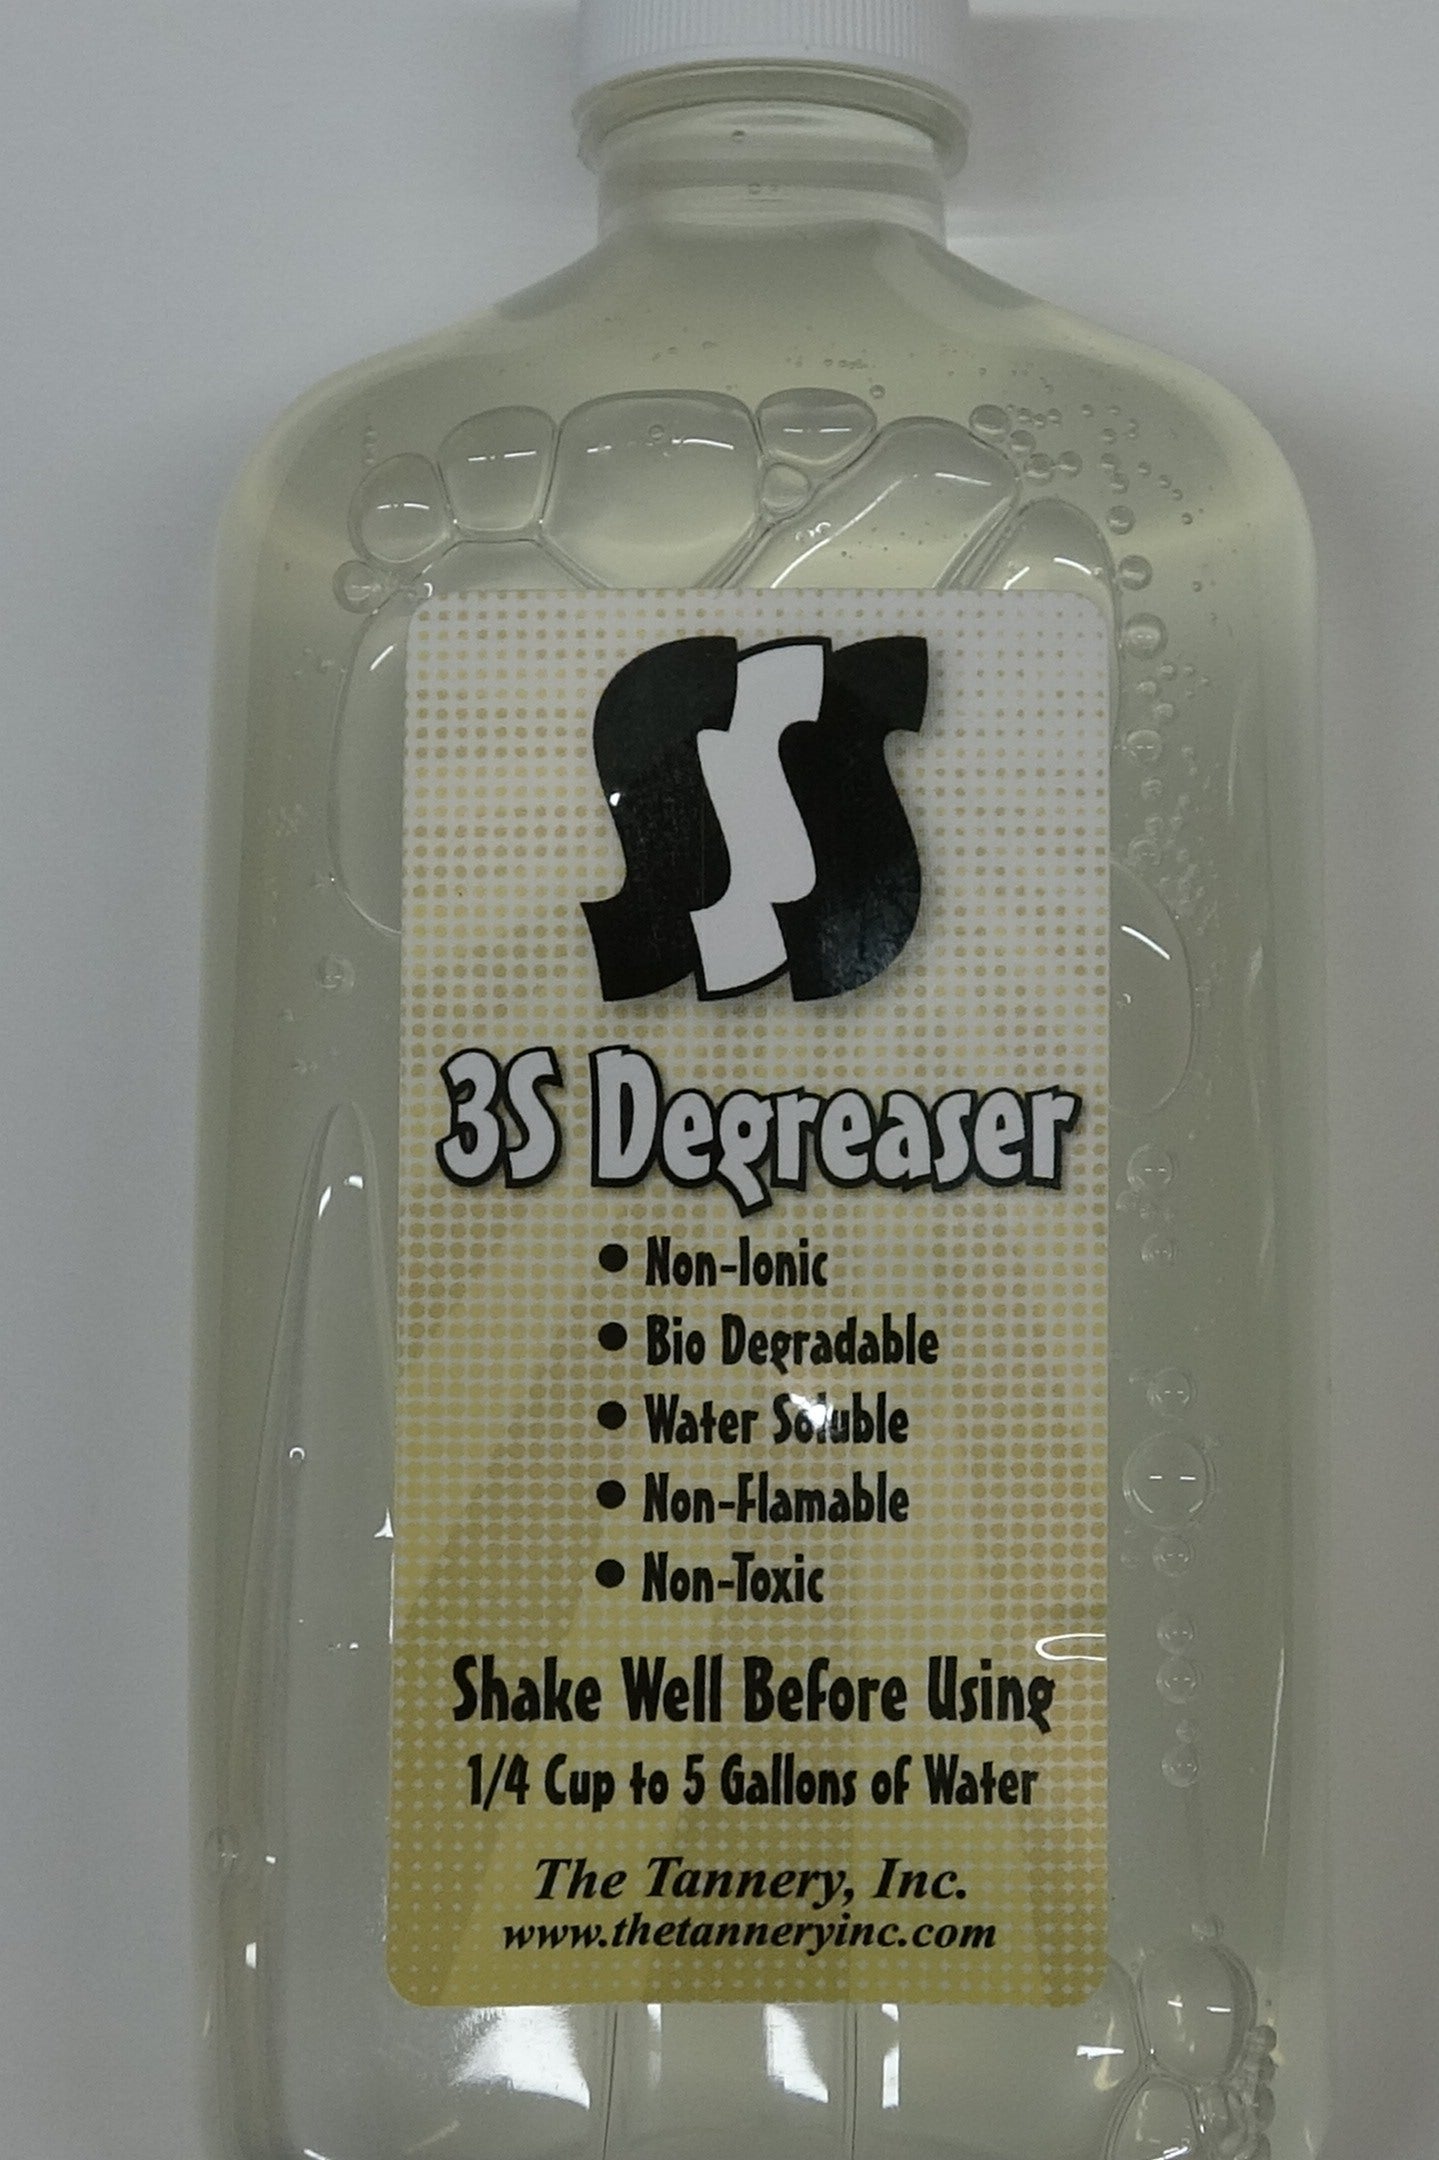 SSS
3S Degreaser
• Non-Ionic
• Bio Degradable
• Water Soluble
• Non-Flamable
• Non-Toxic
Shake Well Before Using
1/4 Cup to 5 Gallons of Water
The Tannery, Inc.
www.thetanneryinc.com